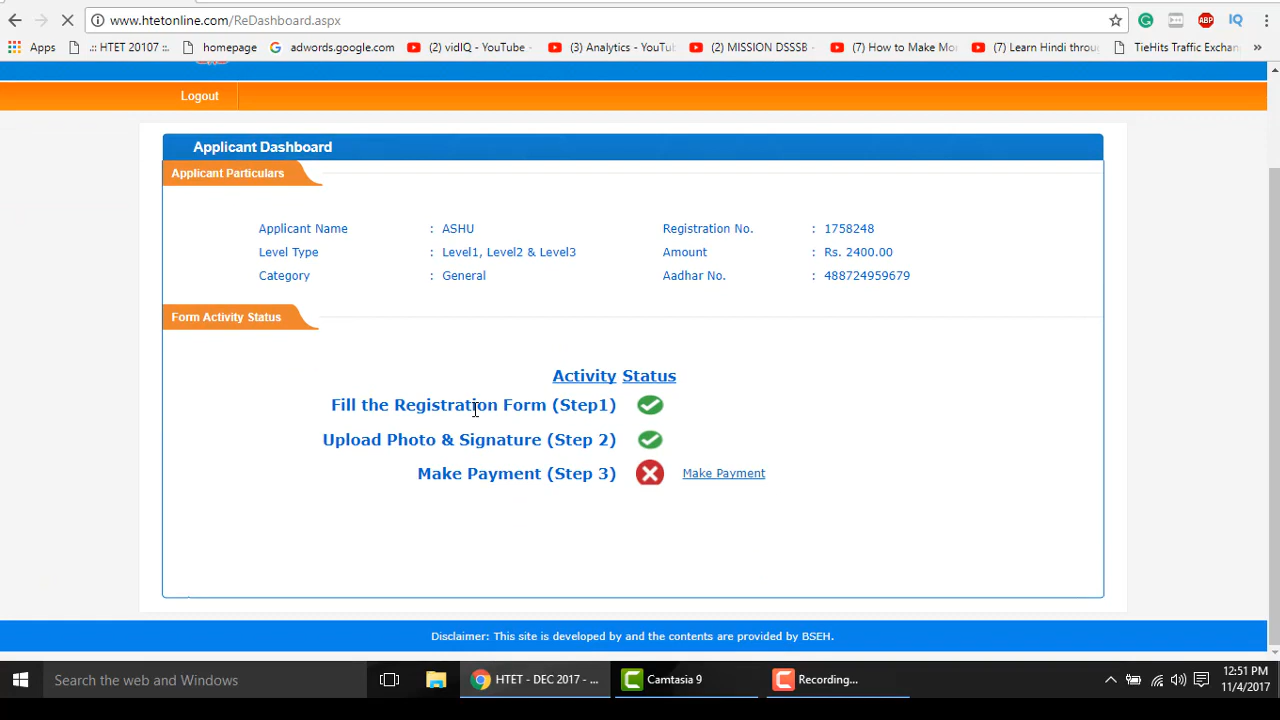 www.htetonline.com/ReDashboard.aspx
ABP
IQ
Apps
.:: HTET 20107 ::.
homepage
adwords.google.com
(2) vidIQ - YouTube -
(3) Analytics - YouTu
(2) MISSION DSSSB -
(7) How to Make Mo
(7) Learn Hindi throu
TieHits Traffic Exchan
»
Logout
Applicant Dashboard
Applicant Particulars
Applicant Name : ASHU Registration No. : 1758248
Level Type : Level1, Level2 & Level3 Amount : Rs. 2400.00
Category : General Aadhar No. : 488724959679
Form Activity Status
Activity Status
Fill the Registration Form (Step1)
Upload Photo & Signature (Step 2)
Make Payment (Step 3) Make Payment
Disclaimer: This site is developed by and the contents are provided by BSEH.
Search the web and Windows
HTET - DEC 2017 - ...
Camtasia 9
Recording...
12:51 PM
11/4/2017